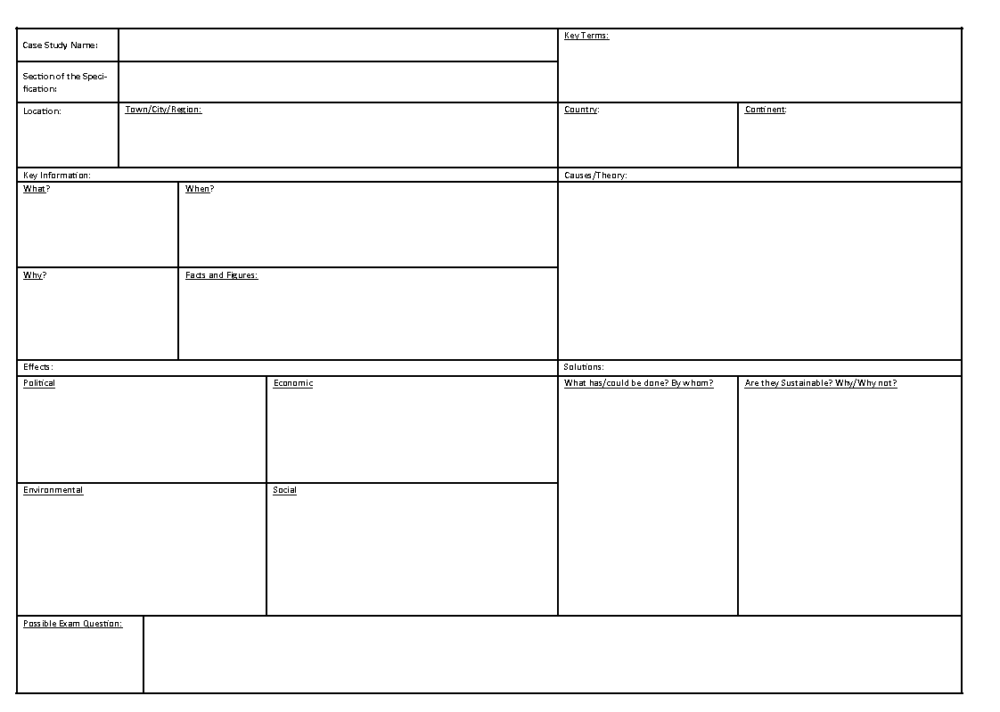 Case Study Name:
Key Terms:
Section of the Speci-
fication:
Location:
Town/City/Region:
Country:
Continent:
Key Information:
Causes/Theory:
What?
When?
Why?
Facts and Figures:
Effects:
Solutions:
Political
Economic
What has/could be done? By whom?
Are they Sustainable? Why/Why not?
Environmental
Social
Possible Exam Question: